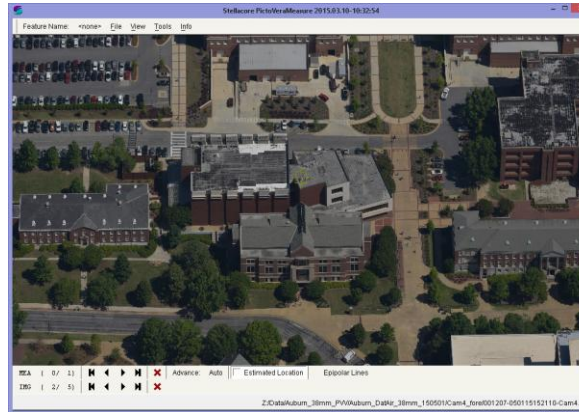 Stellacore PictoVeraMeasure 2015.03.10-10:32:54
Feature Name: <none> File View Tools Info
MEA ( 0/ 1) Advance: Auto Estimated Location Epipolar Lines
IMG ( 2/ 5)
Z:/Data/Auburn_38mm_PVV/Auburn_DatAir_38mm_150501/Cam4_fore/001207-050115152110-Cam4.